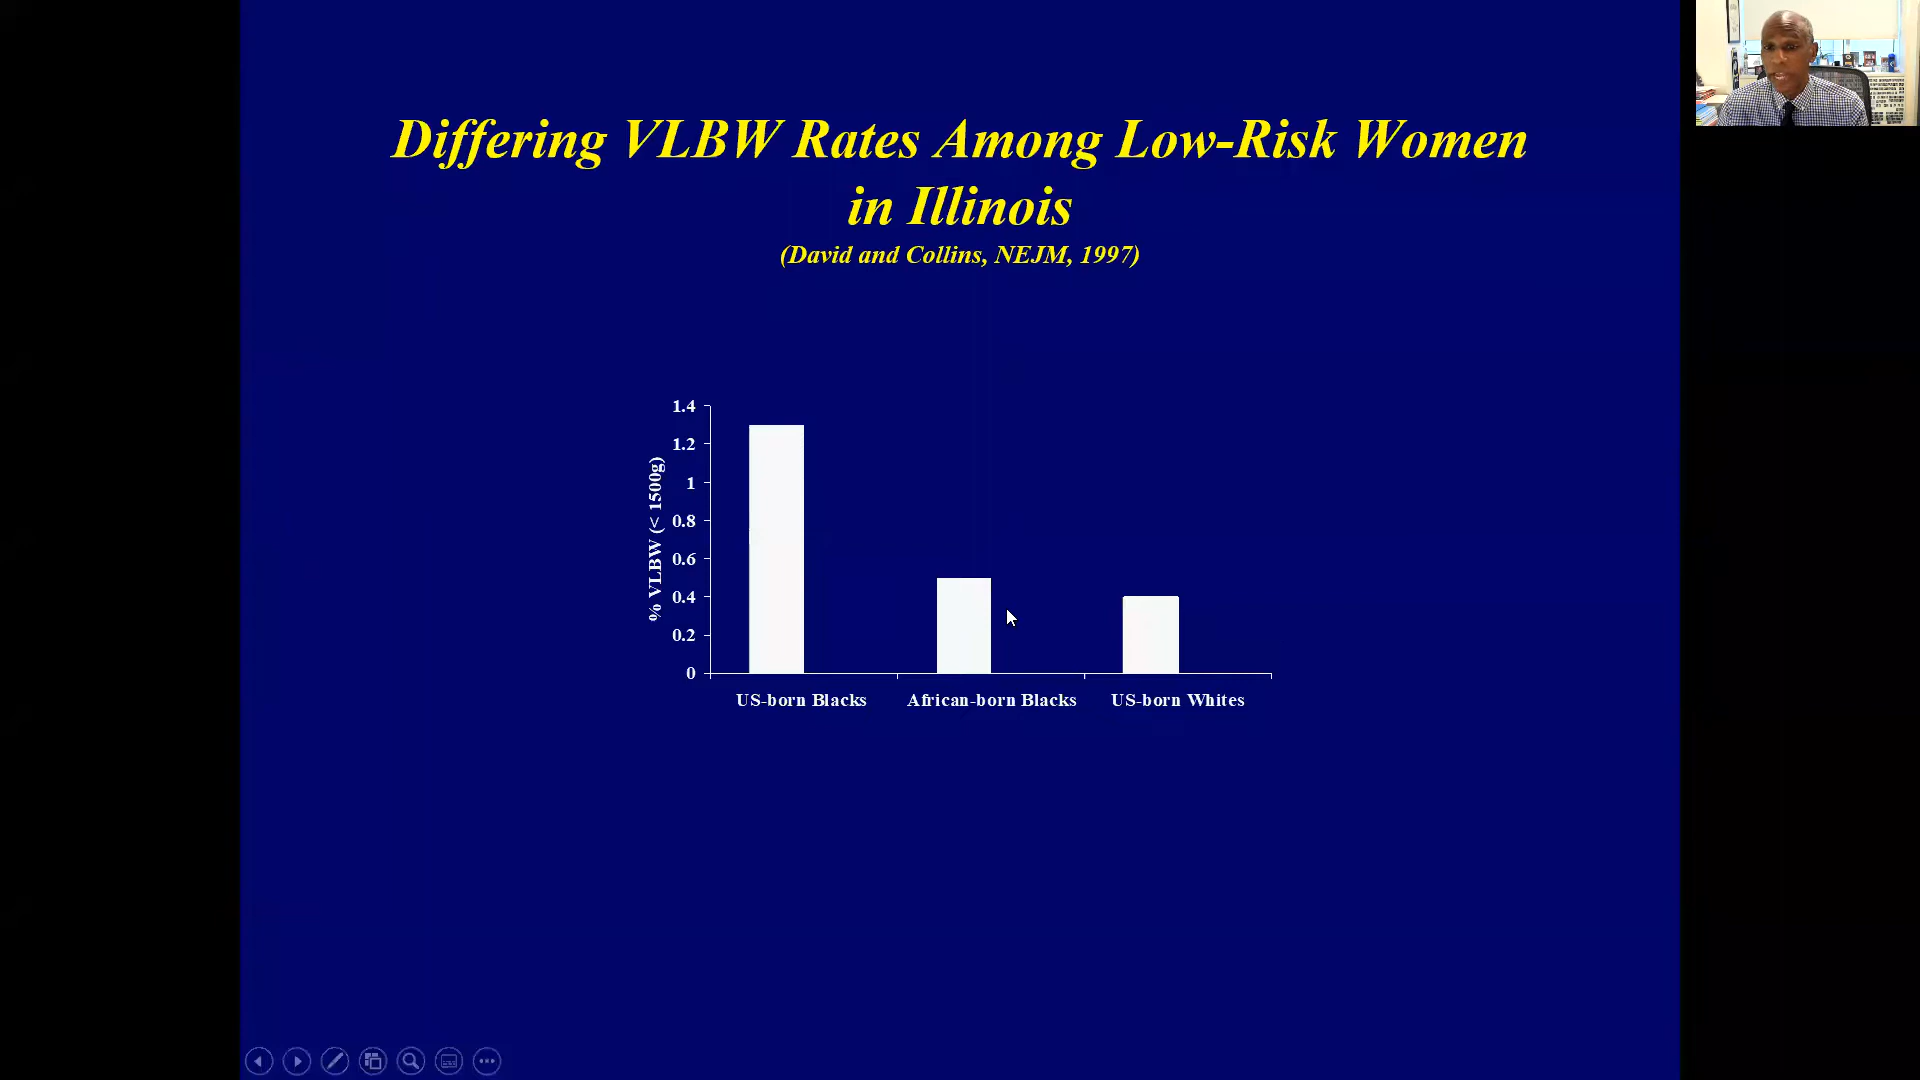 Differing VLBW Rates Among Low-Risk Women
in Illinois
(David and Collins, NEJM, 1997)
% VLBW (< 1500g)
1.4
1.2
1
0.8
0.6
0.4
0.2
0
US-born Blacks
African-born Blacks
US-born Whites